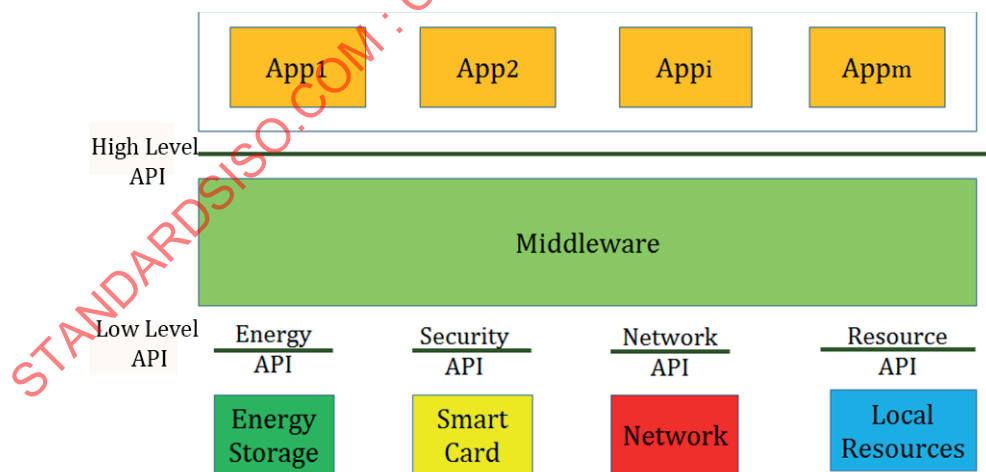 App1 App2 Appi Appm
High Level
API
Middleware
Low Level
API
Energy
API
Security
API
Network
API
Resource
API
Energy
Storage
Smart
Card
Network
Local
Resources
STANDARDSISO.COM :